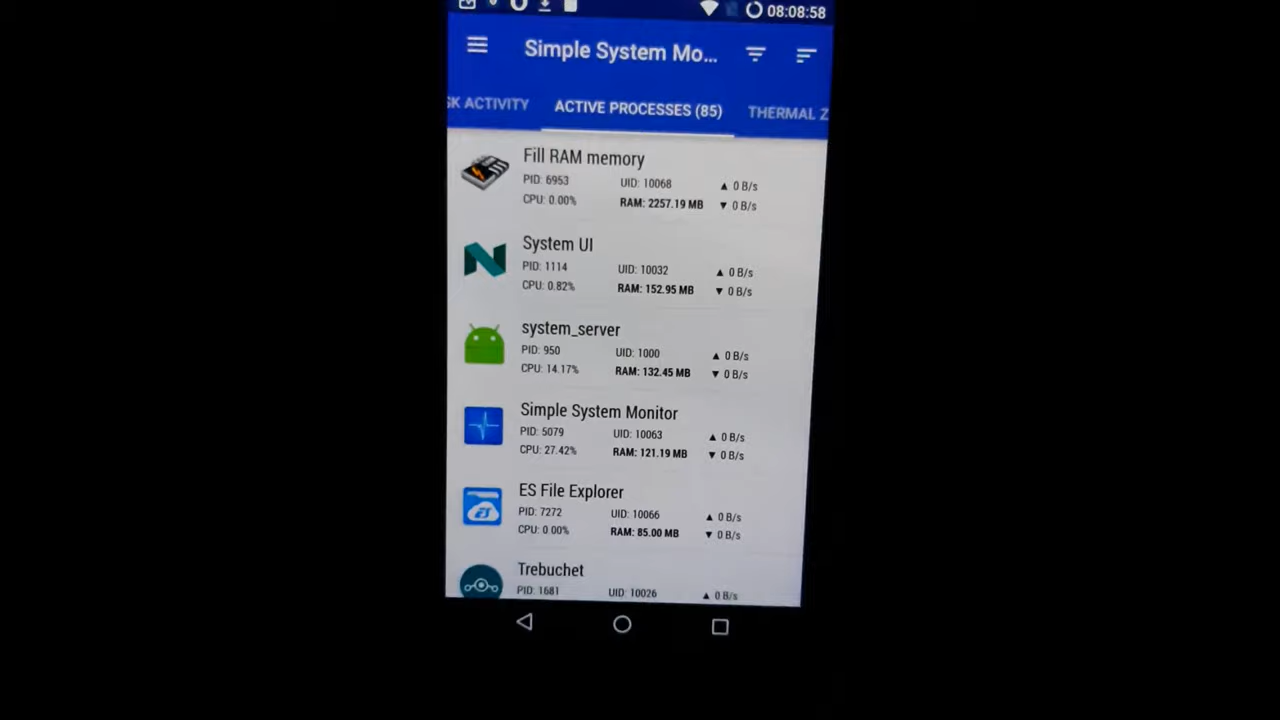 08:08:58
Simple System Mo...
SK ACTIVITY ACTIVE PROCESSES (85) THERMAL Z
Fill RAM memory
PID: 6953 UID: 10068 ▲ 0 B/s
CPU: 0.00% RAM: 2257.19 MB ▼ 0 B/s
System UI
PID: 1114 UID: 10032 ▲ 0 B/s
CPU: 0.82% RAM: 152.95 MB ▼ 0 B/s
system_server
PID: 950 UID: 1000 ▲ 0 B/s
CPU: 14.17% RAM: 132.45 MB ▼ 0 B/s
Simple System Monitor
PID: 5079 UID: 10063 ▲ 0 B/s
CPU: 27.42% RAM: 121.19 MB ▼ 0 B/s
ES File Explorer
PID: 7272 UID: 10066 ▲ 0 B/s
CPU: 0.00% RAM: 85.00 MB ▼ 0 B/s
Trebuchet
PID: 1681 UID: 10026 ▲ 0 B/s